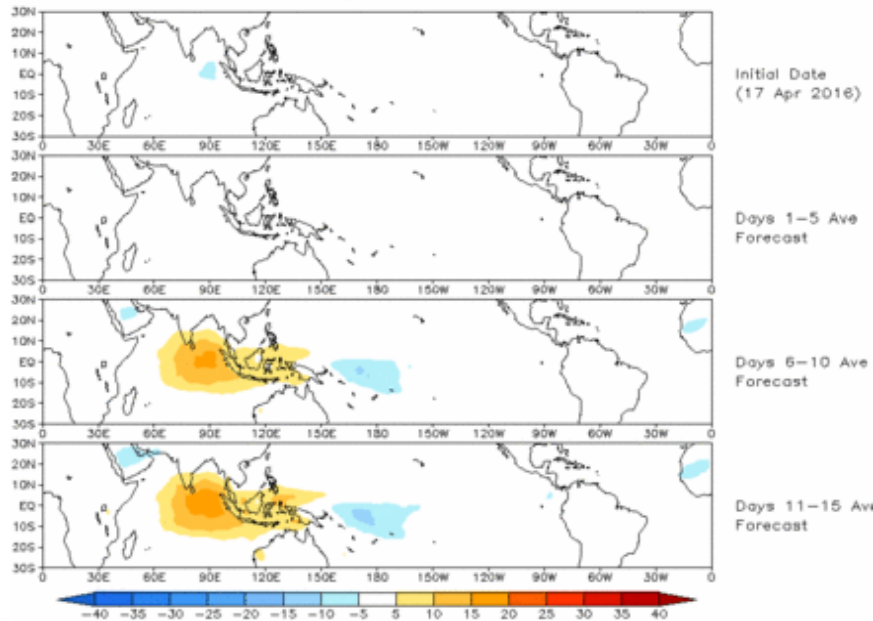 30N
20N
10N
EQ
10S
20S
30S
0 30E 60E 90E 120E 150E 180 150W 120W 90W 60W 30W 0
Initial Date
(17 Apr 2016)
30N
20N
10N
EQ
10S
20S
30S
0 30E 60E 90E 120E 150E 180 150W 120W 90W 60W 30W 0
Days 1-5 Ave
Forecast
30N
20N
10N
EQ
10S
20S
30S
0 30E 60E 90E 120E 150E 180 150W 120W 90W 60W 30W 0
Days 6-10 Ave
Forecast
30N
20N
10N
EQ
10S
20S
30S
0 30E 60E 90E 120E 150E 180 150W 120W 90W 60W 30W 0
Days 11-15 Ave
Forecast
-40 -35 -30 -25 -20 -15 -10 -5 5 10 15 20 25 30 35 40